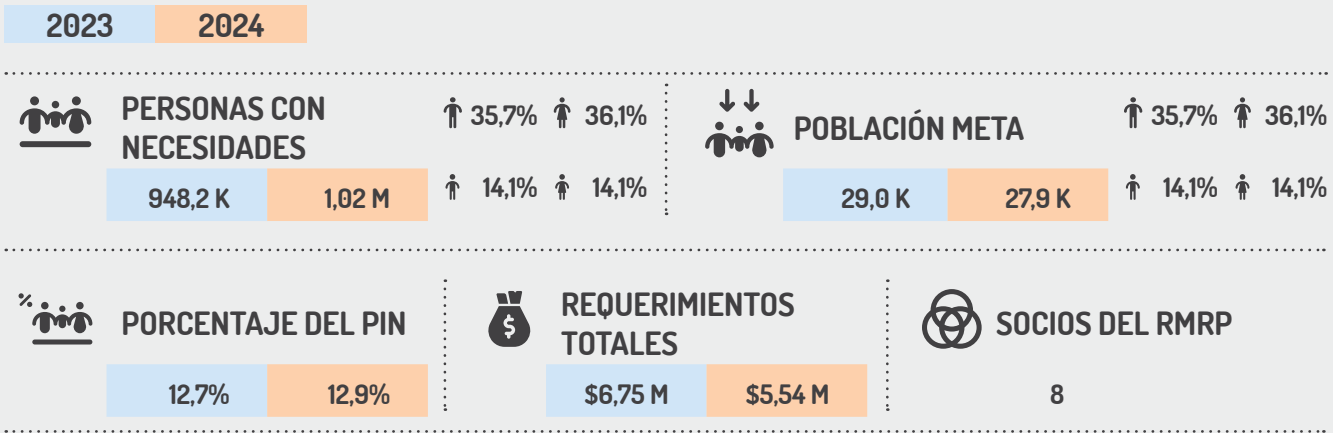 2023 2024
PERSONAS CON
NECESIDADES
35,7% 36,1%
948,2 K 1,02 M
14,1% 14,1%
POBLACIÓN META
35,7% 36,1%
29,0 K 27,9 K
14,1% 14,1%
%
PORCENTAJE DEL PIN
12,7% 12,9%
$
REQUERIMIENTOS
TOTALES
$6,75 M $5,54 M
SOCIOS DEL RMRP
8